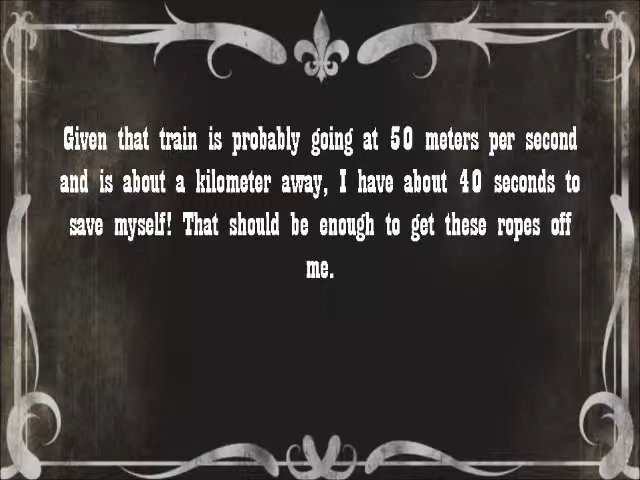 Given that train is probably going at 50 meters per second
and is about a kilometer away, I have about 40 seconds to
save myself! That should be enough to get these ropes off
me.